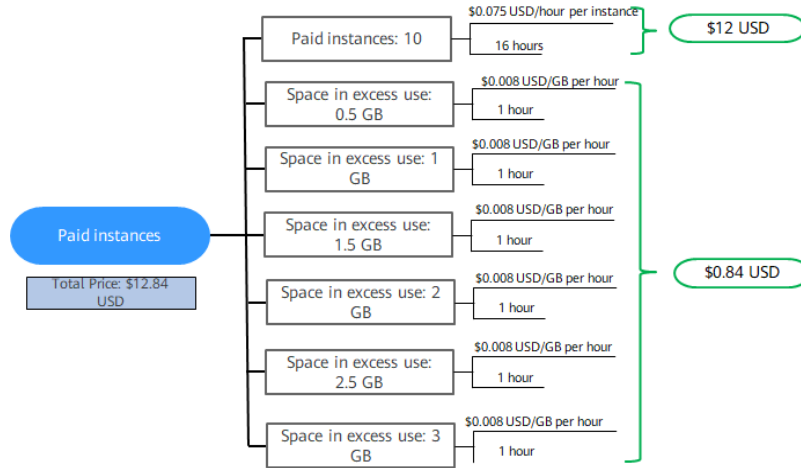 $0.075 USD/hour per instance
Paid instances: 10
16 hours
$12 USD
$0.008 USD/GB per hour
Space in excess use:
0.5 GB
1 hour
$0.008 USD/GB per hour
Space in excess use: 1
GB
1 hour
$0.008 USD/GB per hour
Space in excess use:
1.5 GB
1 hour
Paid instances
Total Price: $12.84
USD
$0.84 USD
$0.008 USD/GB per hour
Space in excess use: 2
GB
1 hour
$0.008 USD/GB per hour
Space in excess use:
2.5 GB
1 hour
$0.008 USD/GB per hour
Space in excess use: 3
GB
1 hour